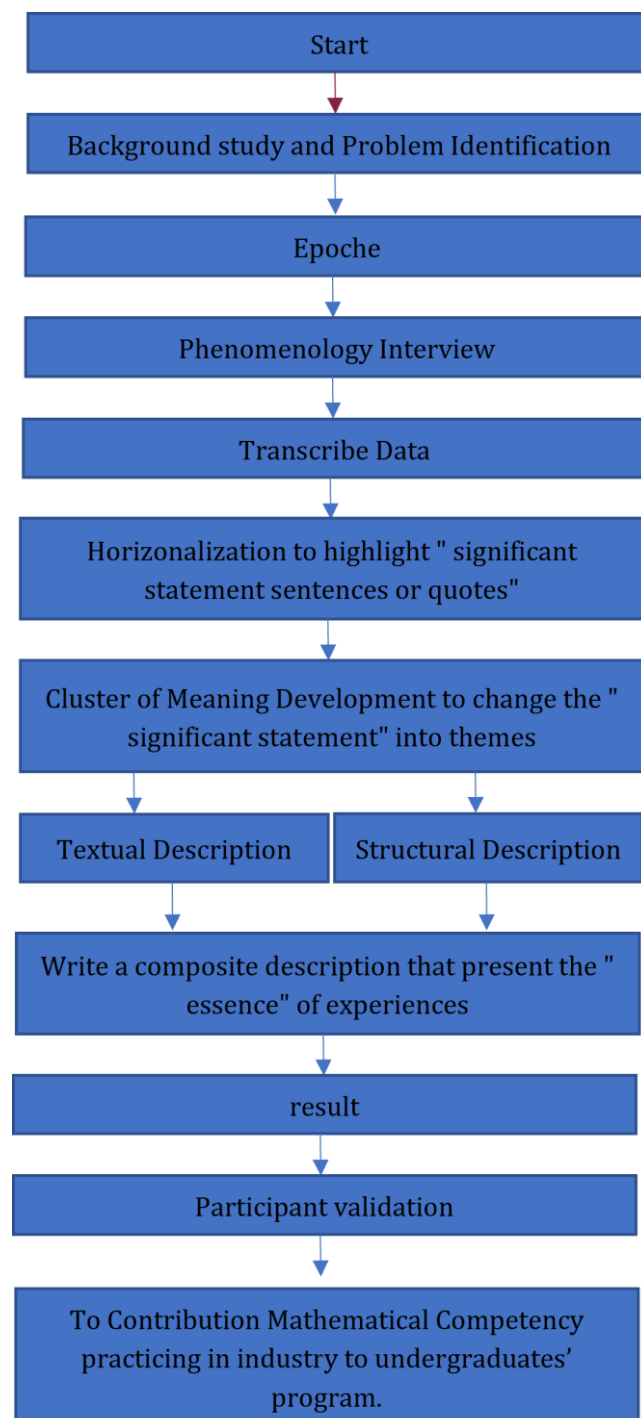 Start
Background study and Problem Identification
Epoche
Phenomenology Interview
Transcribe Data
Horizonalization to highlight " significant
statement sentences or quotes"
Cluster of Meaning Development to change the "
significant statement" into themes
Textual Description
Structural Description
Write a composite description that present the "
essence" of experiences
result
Participant validation
To Contribution Mathematical Competency
practicing in industry to undergraduates’
program.